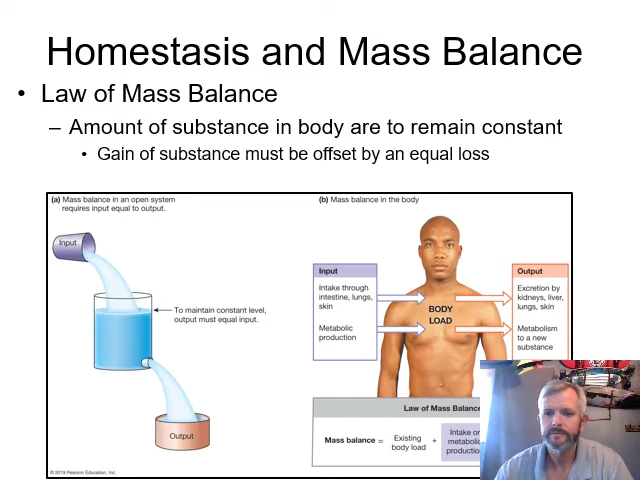 Homestasis and Mass Balance
• Law of Mass Balance
– Amount of substance in body are to remain constant
• Gain of substance must be offset by an equal loss
(a) Mass balance in an open system
requires input equal to output.
Input
To maintain constant level,
output must equal input.
Output
© 2019 Pearson Education, Inc.
(b) Mass balance in the body
Input
Intake through
intestine, lungs,
skin
Metabolic
production
BODY
LOAD
Output
Excretion by
kidneys, liver,
lungs, skin
Metabolism
to a new
substance
Law of Mass Balance
Mass balance = Existing
body load
+
Intake or
metabolic
production